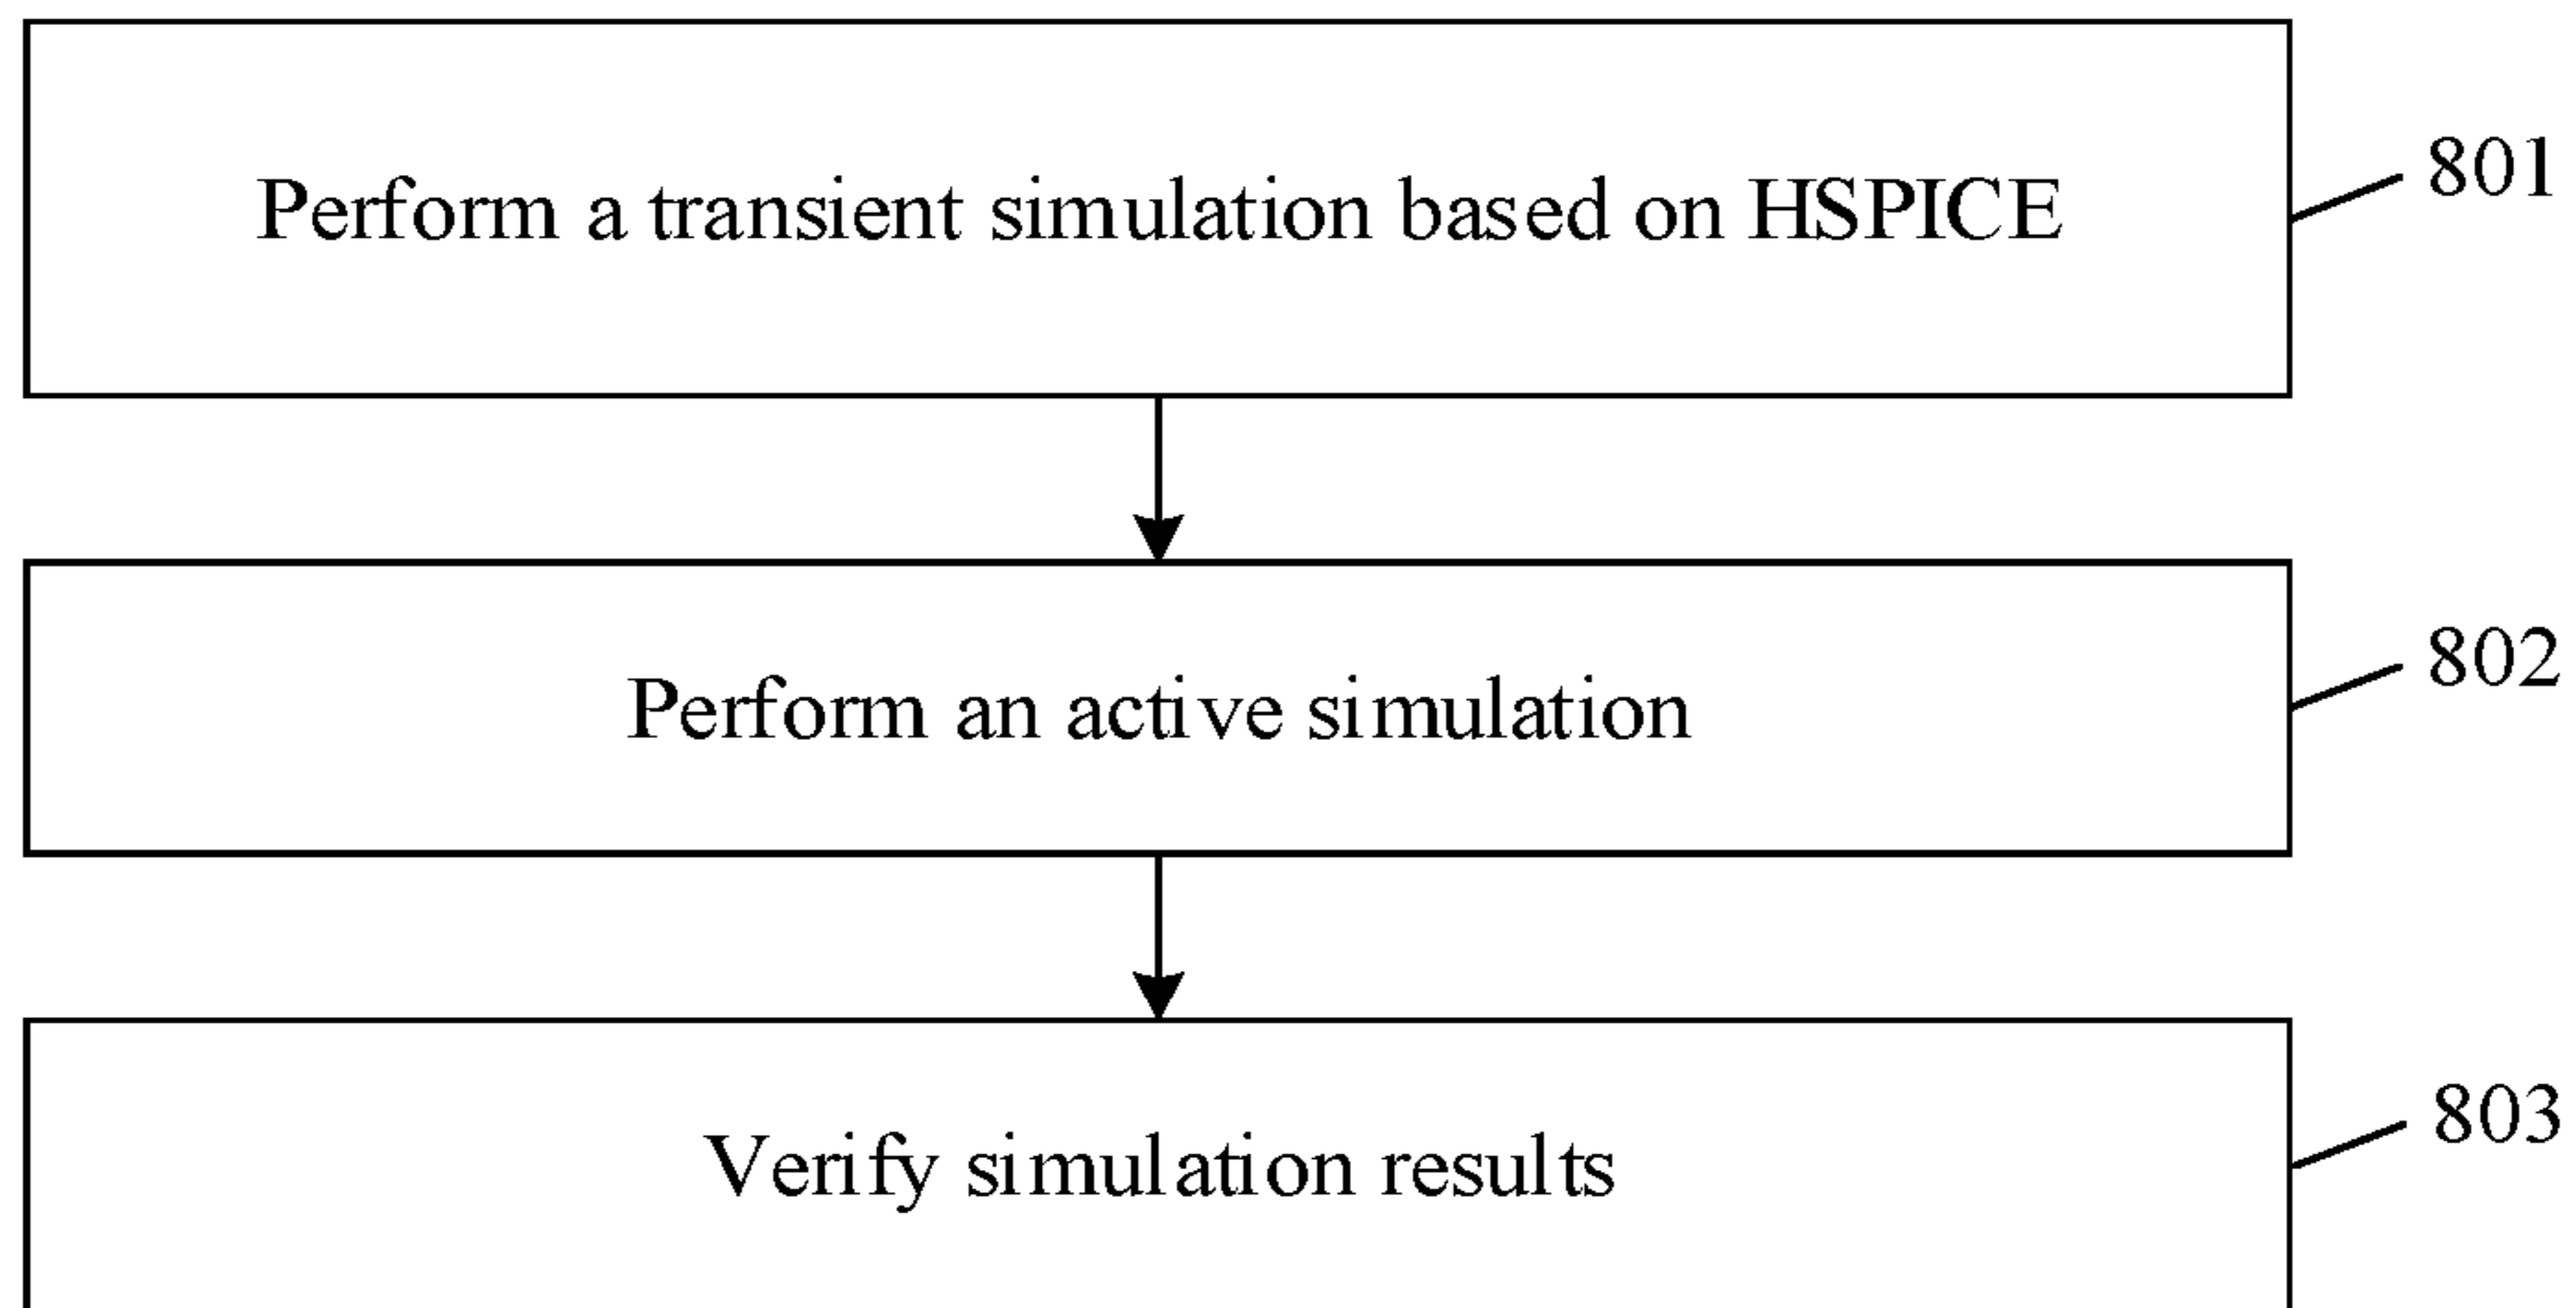 Perform a transient simulation based on HSPICE
801
Perform an active simulation
802
Verify simulation results
803